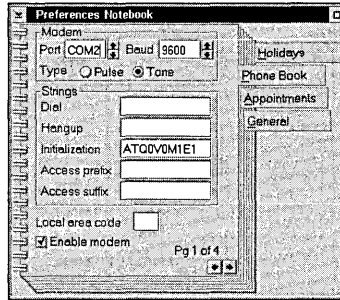 Preferences Notebook
Modem
Port COM2 Baud 9600
Type Pulse Tone
Strings
Dial
Hangup
Initialization ATQ0V0M1E1
Access prefix
Access suffix
Local area code
Enable modem
Pg 1 of 4
Holidays
Phone Book
Appointments
General